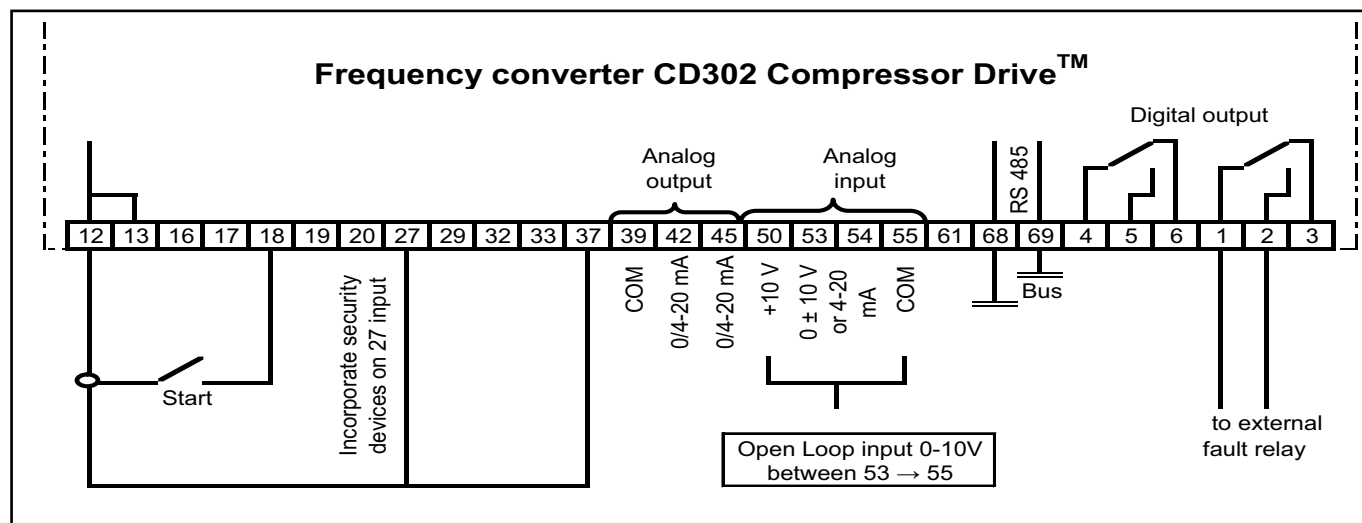 Frequency converter CD302 Compressor Drive™
Digital output
Analog
output
Analog
input
RS 485
12 13 16 17 18 19 20 27 29 32 33 37 39 42 45 50 53 54 55 61 68 69 4 5 6 1 2 3
COM
0/4-20 mA
0/4-20 mA
+10 V
0 ± 10 V
or 4-20
mA
COM
Bus
Incorporate security
devices on 27 input
Start
Open Loop input 0-10V
between 53 → 55
to external
fault relay